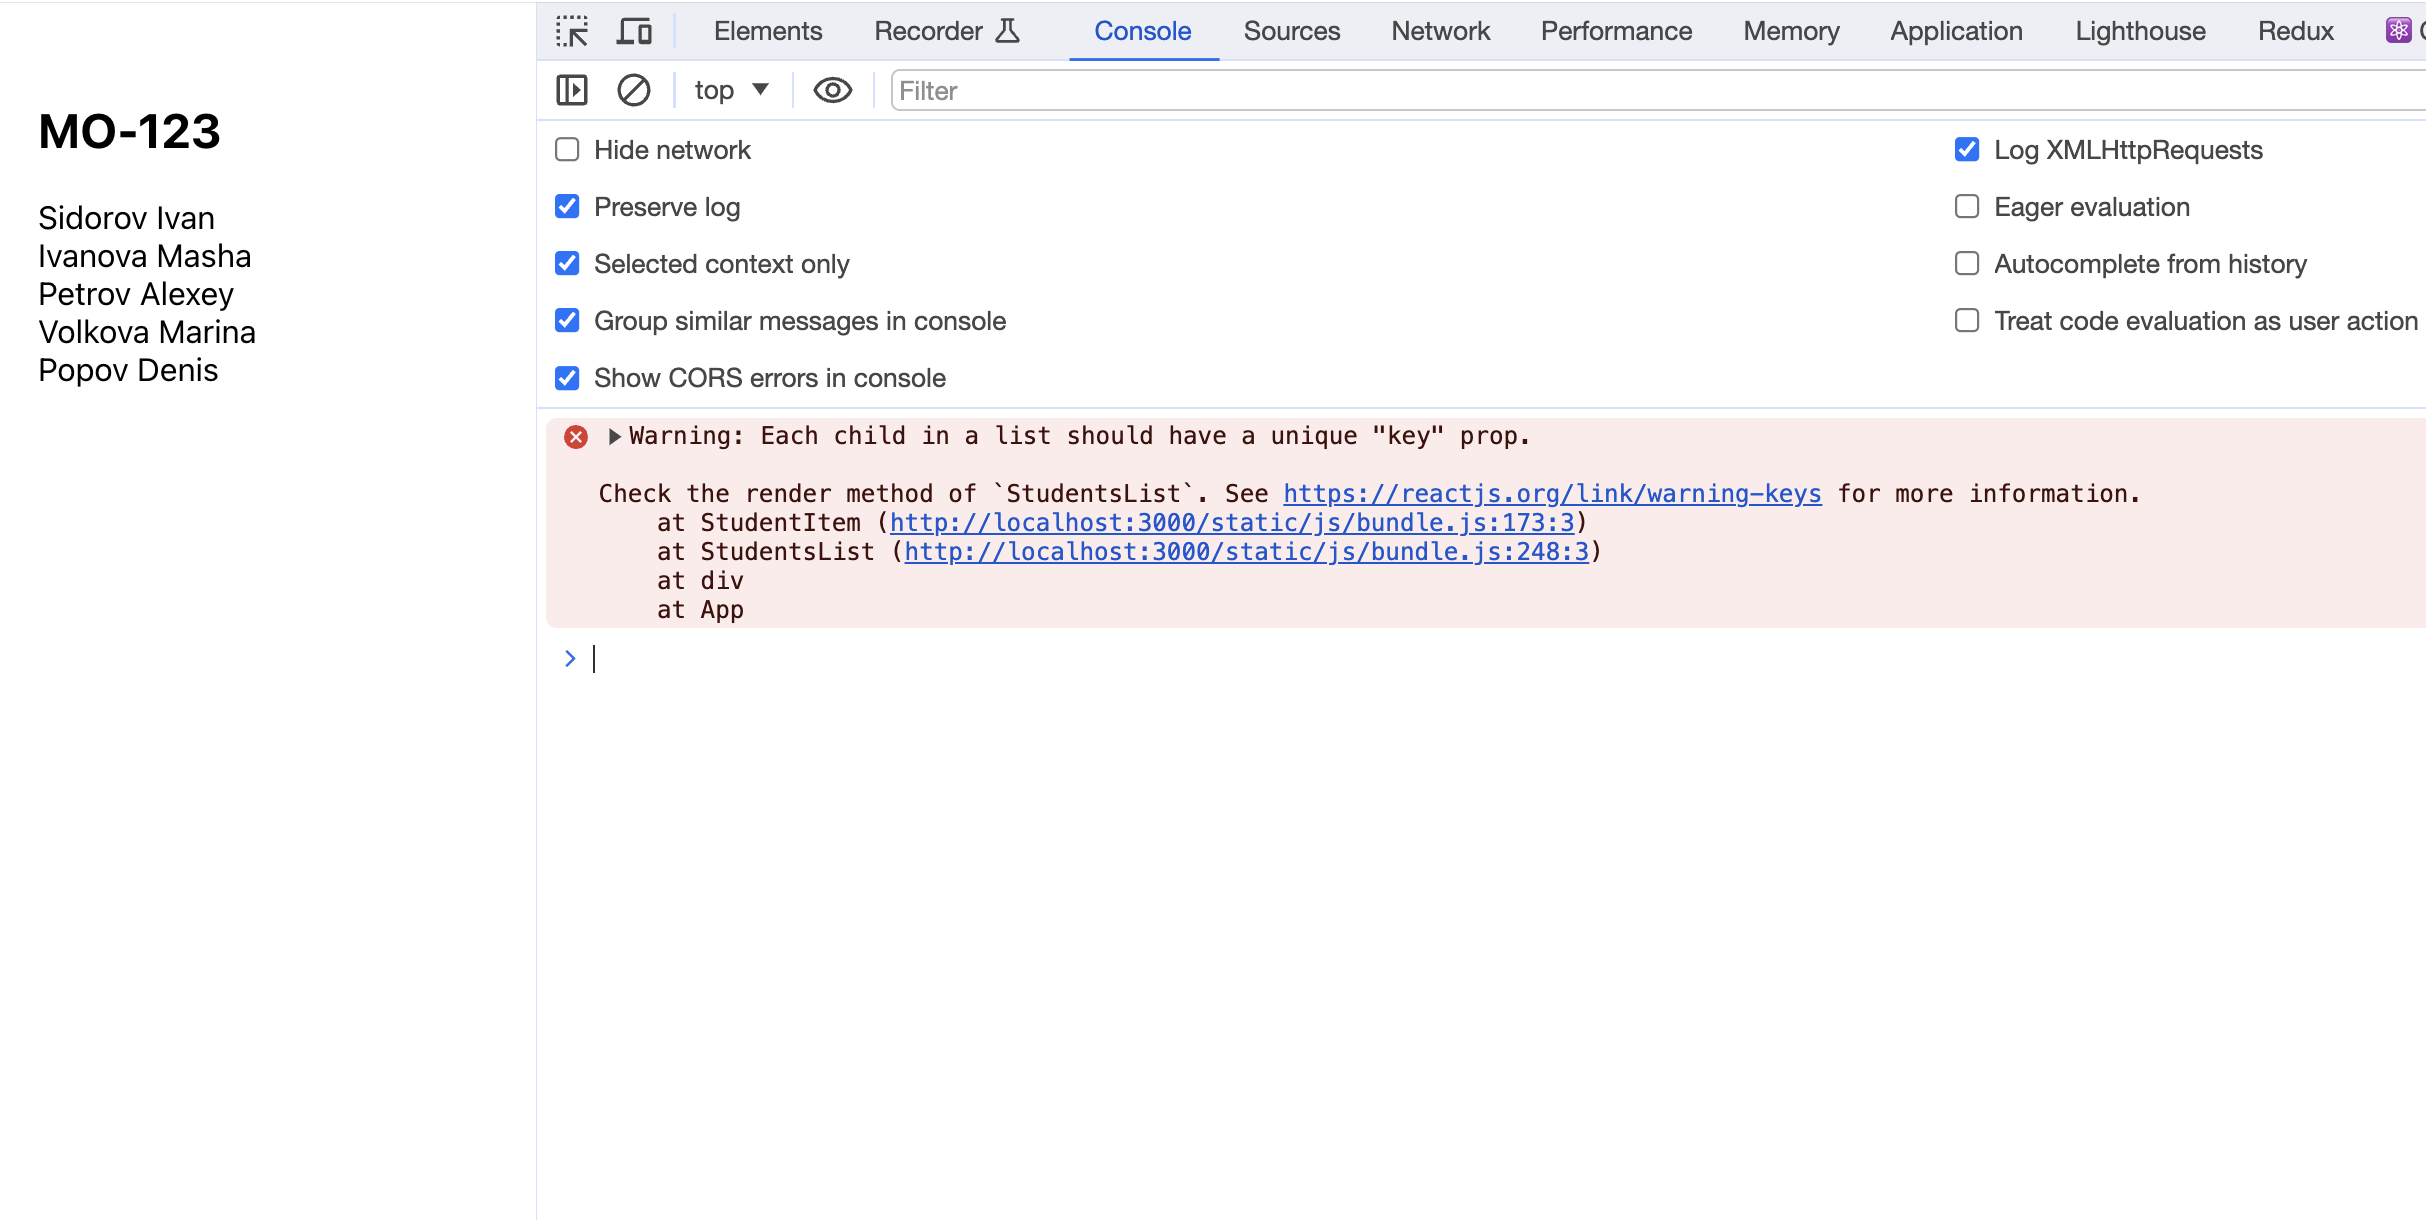 MO-123
Sidorov Ivan
Ivanova Masha
Petrov Alexey
Volkova Marina
Popov Denis
Elements Recorder Console Sources Network Performance Memory Application Lighthouse Redux
top Filter
Hide network
Preserve log
Selected context only
Group similar messages in console
Show CORS errors in console
Log XMLHttpRequests
Eager evaluation
Autocomplete from history
Treat code evaluation as user action
Warning: Each child in a list should have a unique "key" prop.
Check the render method of `StudentsList`. See https://reactjs.org/link/warning-keys for more information.
at StudentItem (http://localhost:3000/static/js/bundle.js:173:3)
at StudentsList (http://localhost:3000/static/js/bundle.js:248:3)
at div
at App